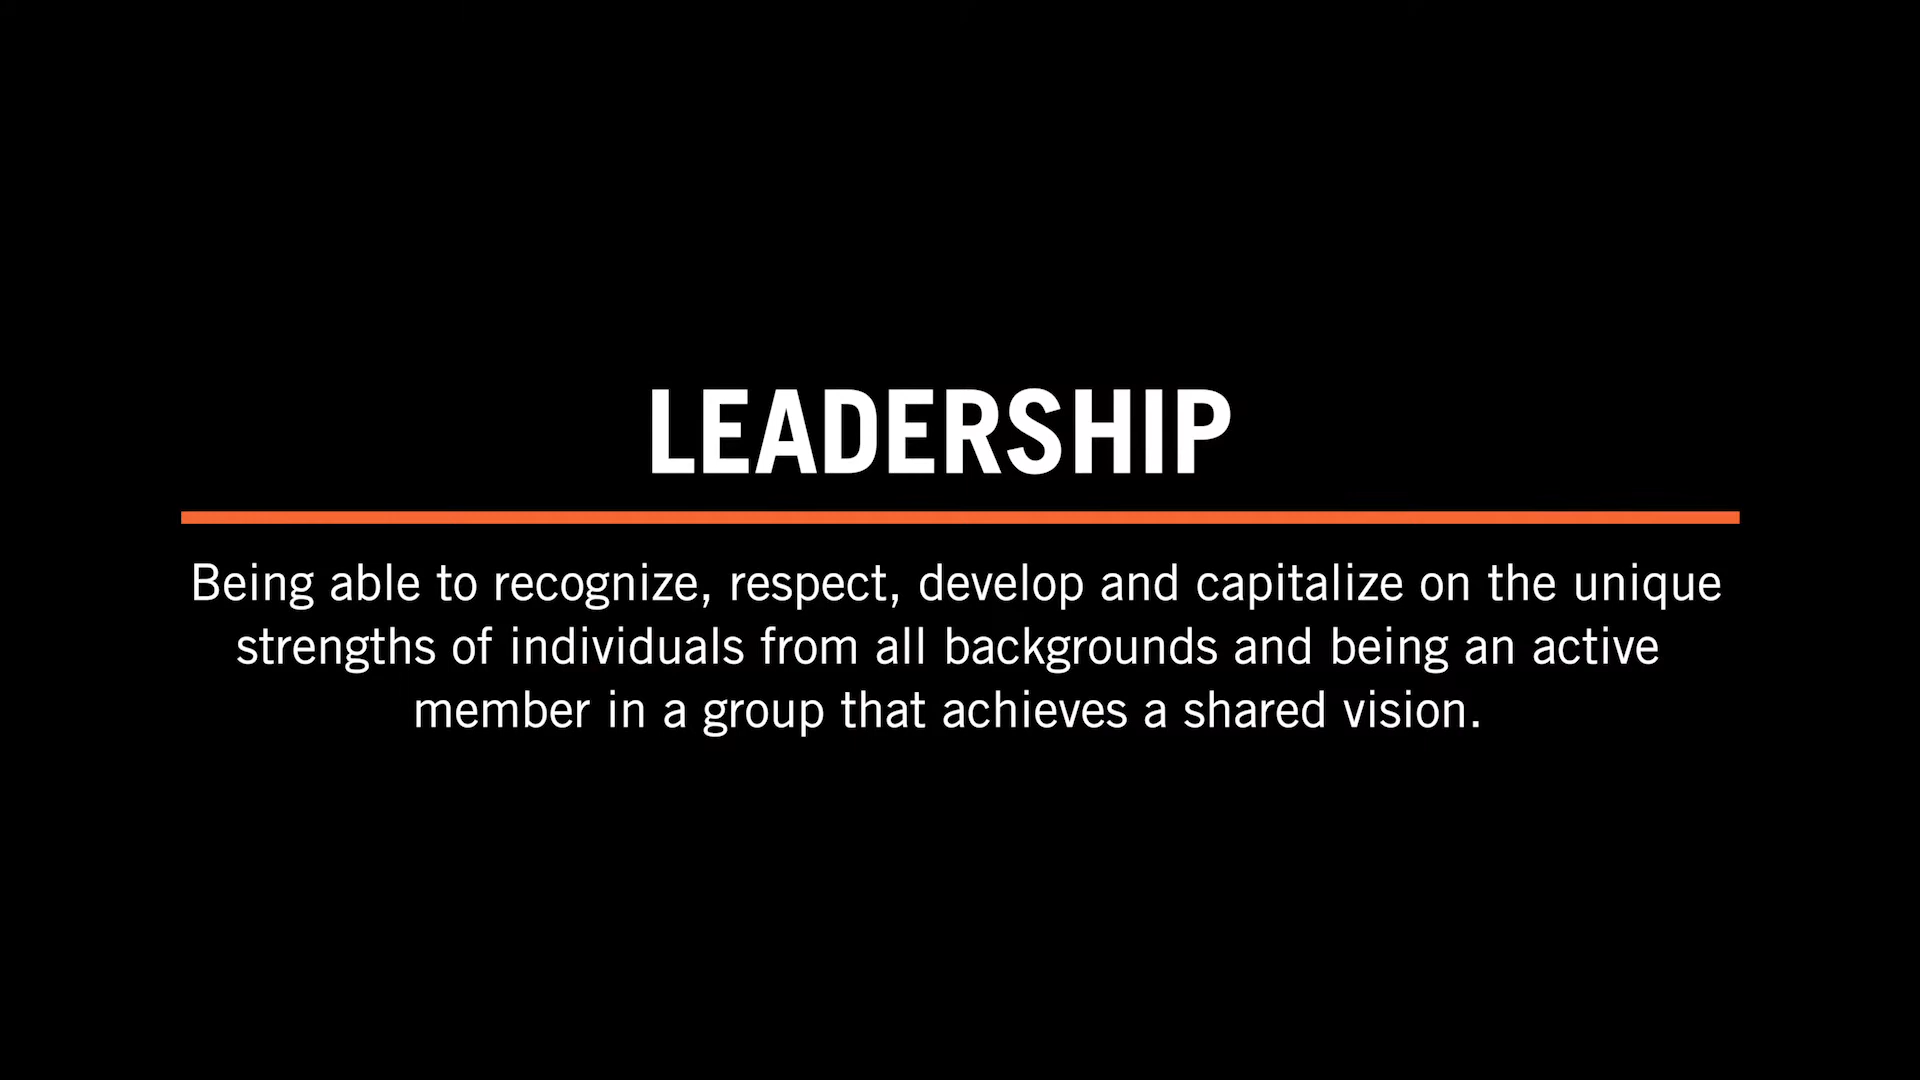 LEADERSHIP
Being able to recognize, respect, develop and capitalize on the unique
strengths of individuals from all backgrounds and being an active
member in a group that achieves a shared vision.